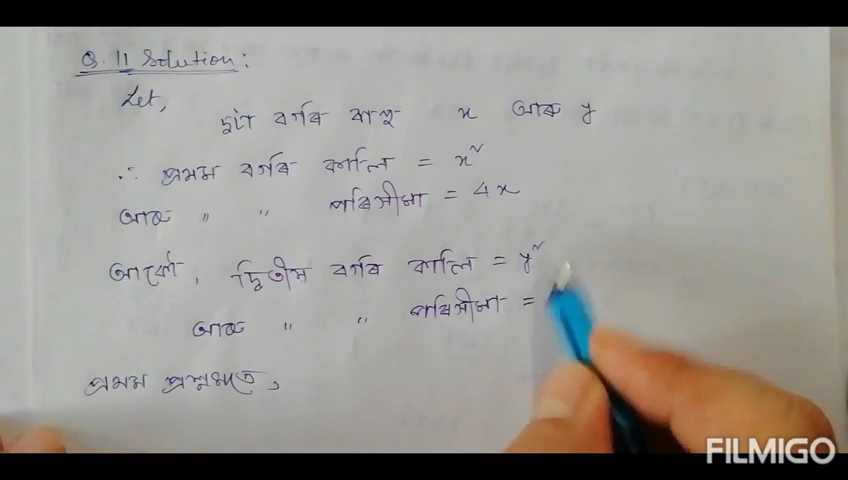 Q. 11 Solution:
Let,
দুটা বৰ্গৰ বাহু x আৰু y
∴ প্ৰথম বৰ্গৰ কালি = x²
আৰু " " পৰিসীমা = 4x
আকৌ, দ্বিতীয় বৰ্গৰ কালি = y²
আৰু " " পৰিসীমা =
প্ৰথম প্ৰশ্নমতে,
FILMIGO